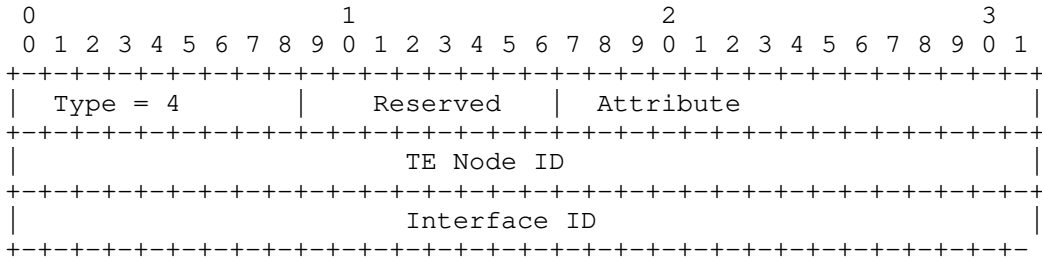 0                   1                   2                   3
 0 1 2 3 4 5 6 7 8 9 0 1 2 3 4 5 6 7 8 9 0 1 2 3 4 5 6 7 8 9 0 1
+-+-+-+-+-+-+-+-+-+-+-+-+-+-+-+-+-+-+-+-+-+-+-+-+-+-+-+-+-+-+-+-+
|  Type = 4       |    Reserved   |  Attribute                  |
+-+-+-+-+-+-+-+-+-+-+-+-+-+-+-+-+-+-+-+-+-+-+-+-+-+-+-+-+-+-+-+-+
|                        TE Node ID                             |
+-+-+-+-+-+-+-+-+-+-+-+-+-+-+-+-+-+-+-+-+-+-+-+-+-+-+-+-+-+-+-+-+
|                        Interface ID                           |
+-+-+-+-+-+-+-+-+-+-+-+-+-+-+-+-+-+-+-+-+-+-+-+-+-+-+-+-+-+-+-+-